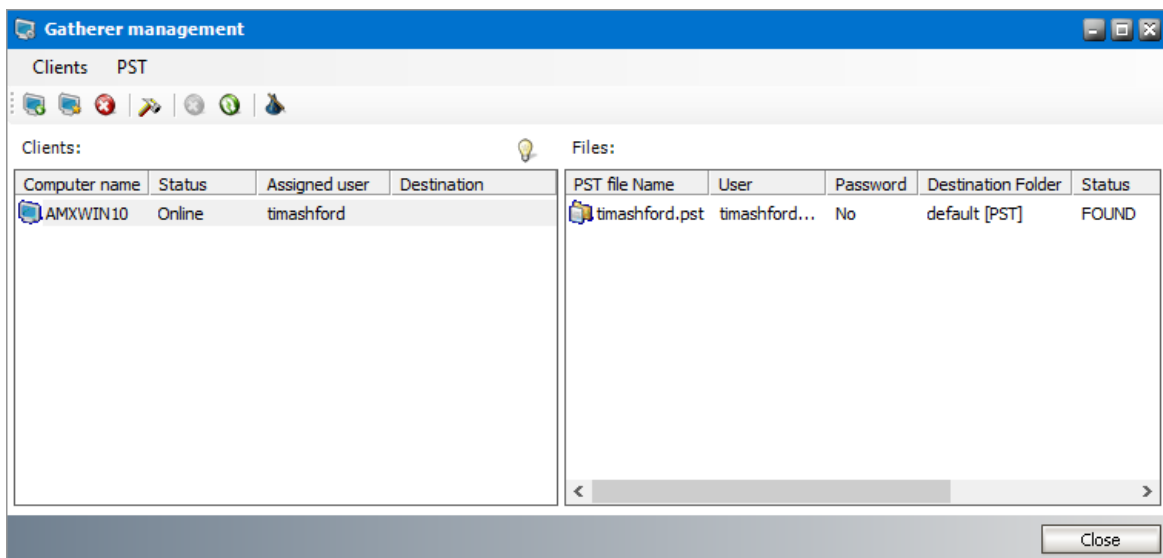 Gatherer management
Clients PST
Clients: Files:
Computer name Status Assigned user Destination PST file Name User Password Destination Folder Status
AMXWIN10 Online timashford timashford.pst timashford... No default [PST] FOUND
Close